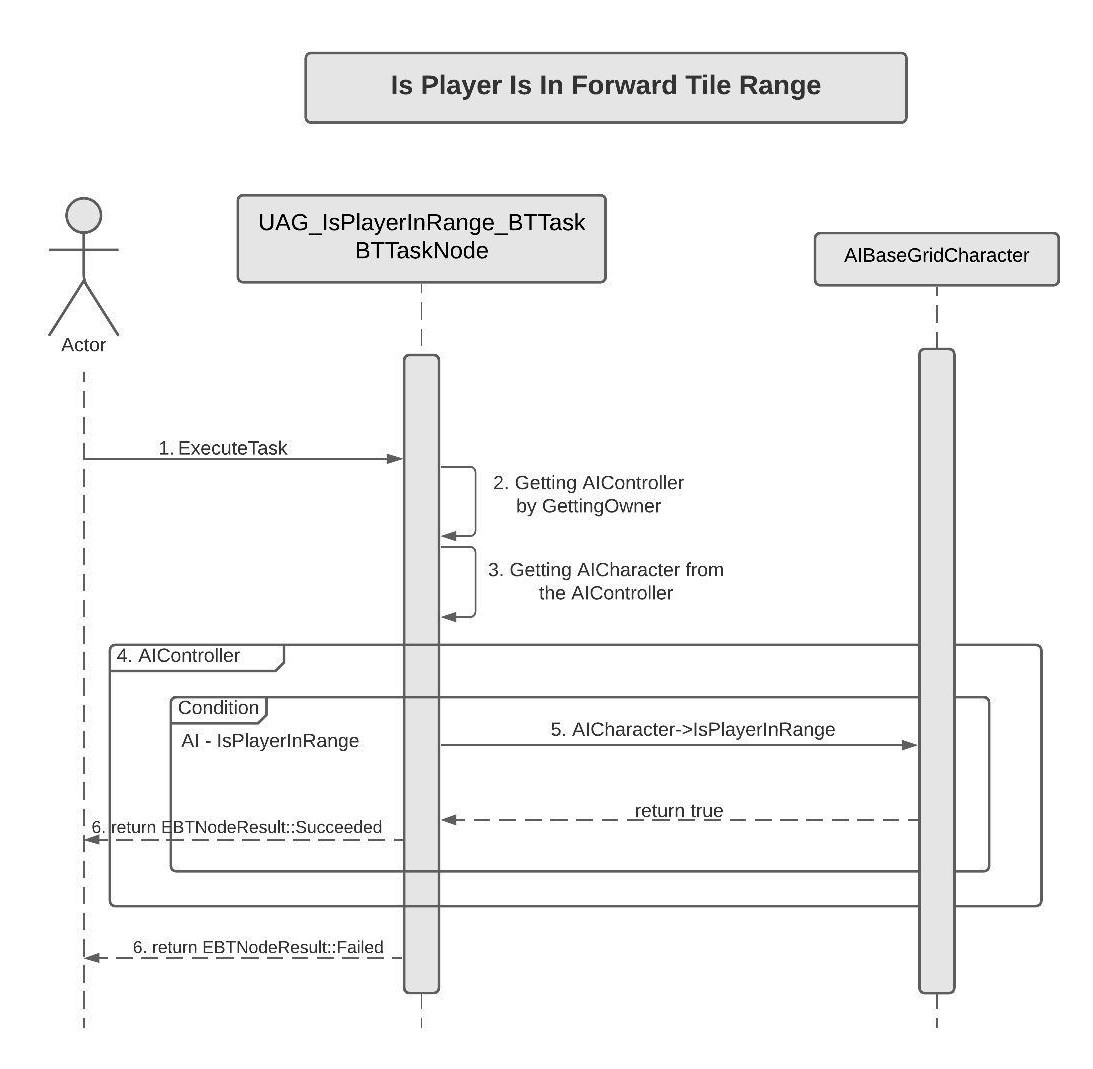 Is Player Is In Forward Tile Range
UAG_IsPlayerInRange_BTTask
BTTaskNode
AIBaseGridCharacter
Actor
1. ExecuteTask
2. Getting AIController
by GettingOwner
3. Getting AICharacter from
the AIController
4. AIController
Condition
AI - IsPlayerInRange
5. AICharacter->IsPlayerInRange
return true
6. return EBTNodeResult::Succeeded
6. return EBTNodeResult::Failed